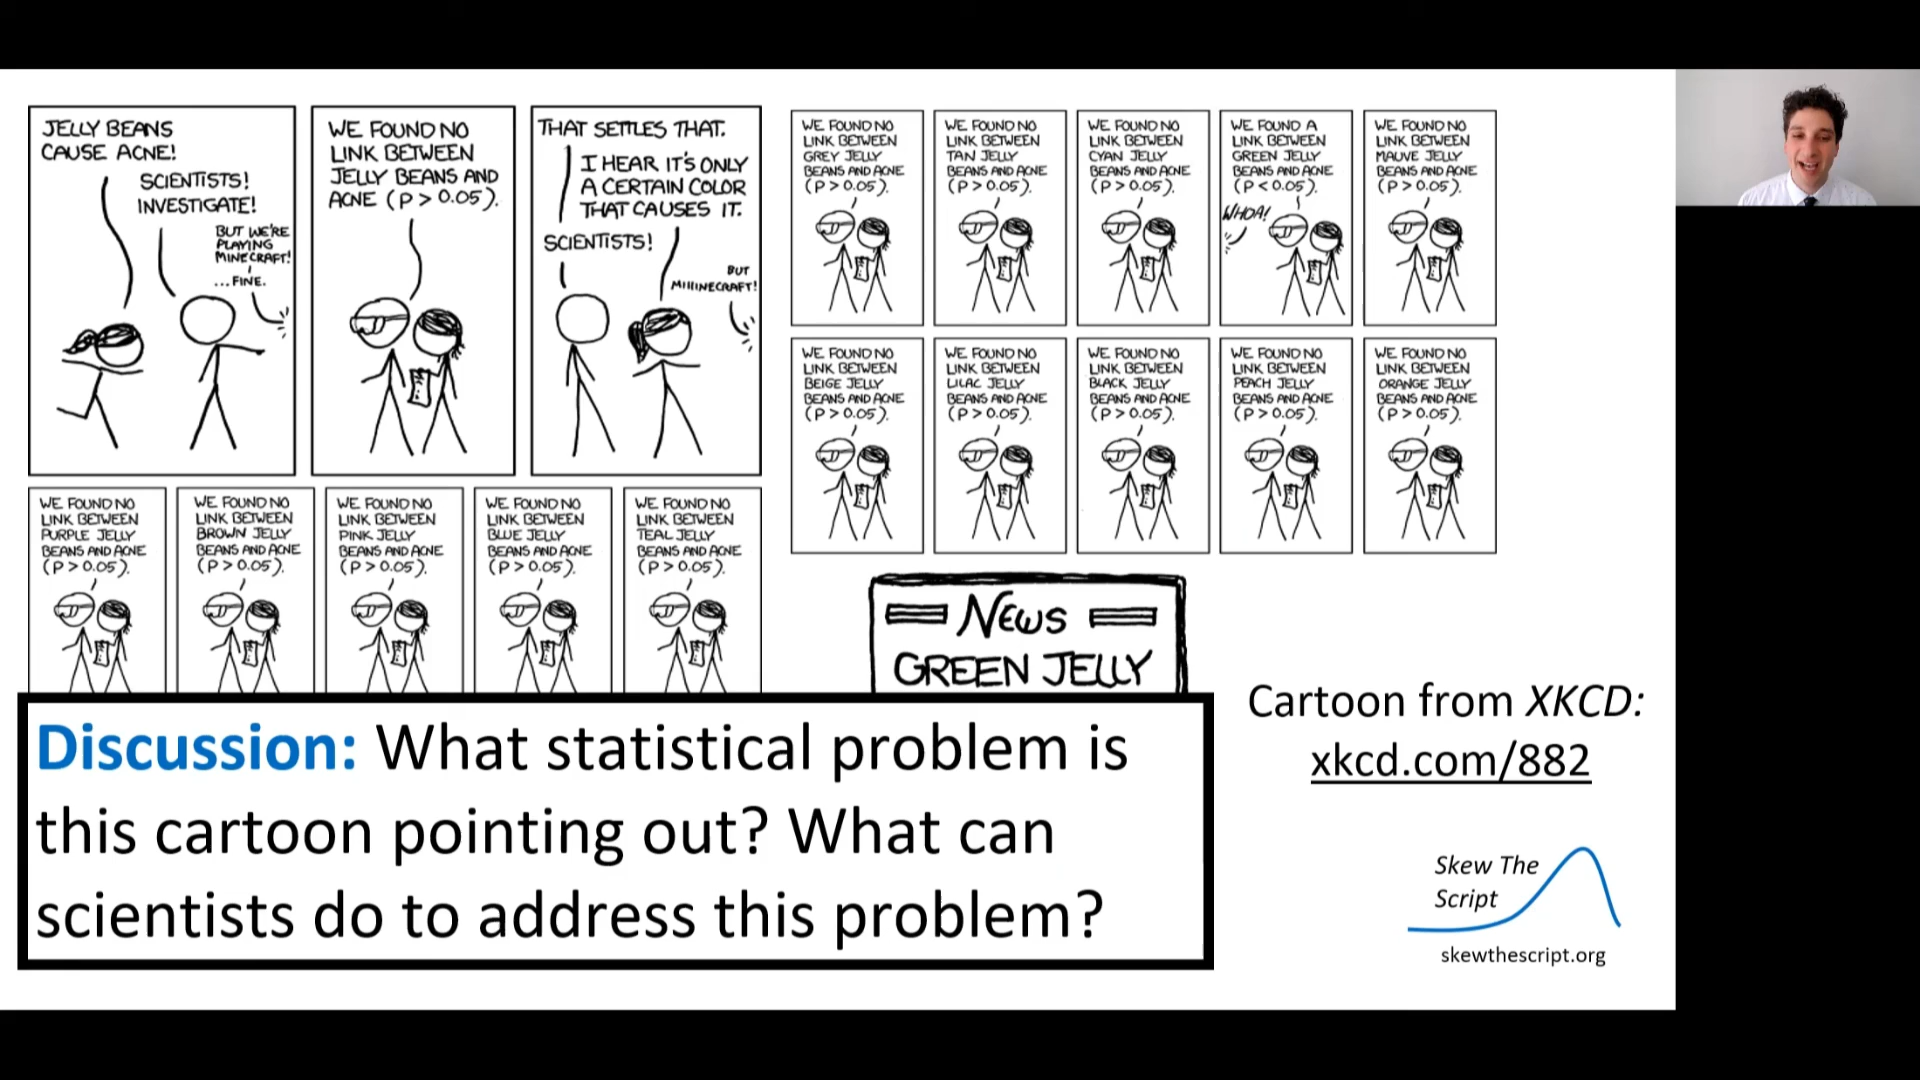 JELLY BEANS
CAUSE ACNE!
SCIENTISTS!
INVESTIGATE!
BUT WE'RE
PLAYING
MINECRAFT!
...FINE.
WE FOUND NO
LINK BETWEEN
JELLY BEANS AND
ACNE (P > 0.05).
THAT SETTLES THAT.
I HEAR IT'S ONLY
A CERTAIN COLOR
THAT CAUSES IT.
SCIENTISTS!
BUT
MIIINECRAFT!
WE FOUND NO
LINK BETWEEN
PURPLE JELLY
BEANS AND ACNE
(P > 0.05).
WE FOUND NO
LINK BETWEEN
BROWN JELLY
BEANS AND ACNE
(P > 0.05).
WE FOUND NO
LINK BETWEEN
PINK JELLY
BEANS AND ACNE
(P > 0.05).
WE FOUND NO
LINK BETWEEN
BLUE JELLY
BEANS AND ACNE
(P > 0.05).
WE FOUND NO
LINK BETWEEN
TEAL JELLY
BEANS AND ACNE
(P > 0.05).
WE FOUND NO
LINK BETWEEN
GREY JELLY
BEANS AND ACNE
(P > 0.05).
WE FOUND NO
LINK BETWEEN
TAN JELLY
BEANS AND ACNE
(P > 0.05).
WE FOUND NO
LINK BETWEEN
CYAN JELLY
BEANS AND ACNE
(P > 0.05).
WE FOUND A
LINK BETWEEN
GREEN JELLY
BEANS AND ACNE
(P < 0.05).
WHOA!
WE FOUND NO
LINK BETWEEN
MAUVE JELLY
BEANS AND ACNE
(P > 0.05).
WE FOUND NO
LINK BETWEEN
BEIGE JELLY
BEANS AND ACNE
(P > 0.05).
WE FOUND NO
LINK BETWEEN
LILAC JELLY
BEANS AND ACNE
(P > 0.05).
WE FOUND NO
LINK BETWEEN
BLACK JELLY
BEANS AND ACNE
(P > 0.05).
WE FOUND NO
LINK BETWEEN
PEACH JELLY
BEANS AND ACNE
(P > 0.05).
WE FOUND NO
LINK BETWEEN
ORANGE JELLY
BEANS AND ACNE
(P > 0.05).
NEWS
GREEN JELLY
Discussion: What statistical problem is
this cartoon pointing out? What can
scientists do to address this problem?
Cartoon from XKCD:
xkcd.com/882
Skew The
Script
skewthescript.org